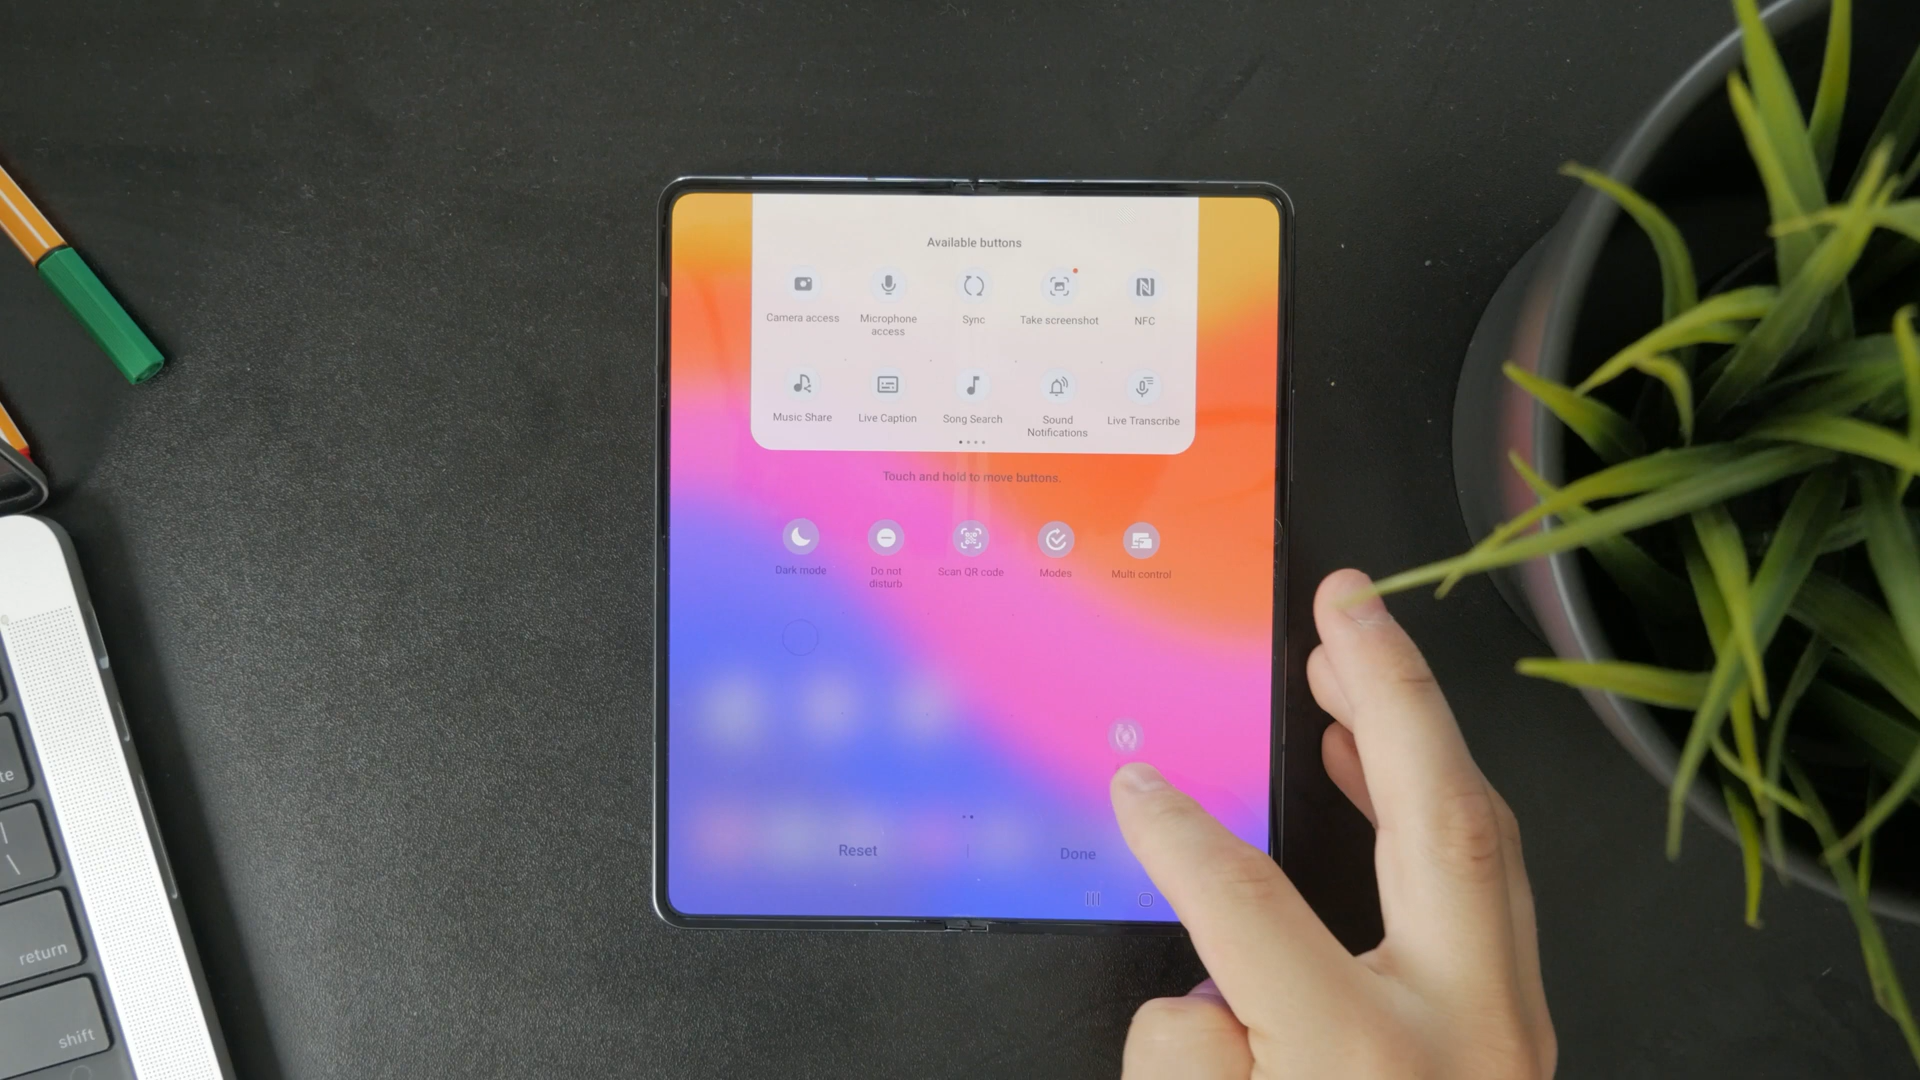 Available buttons
Camera access
Microphone
access
Sync
Take screenshot
NFC
Music Share
Live Caption
Song Search
Sound
Notifications
Live Transcribe
Touch and hold to move buttons.
Dark mode
Do not
disturb
Scan QR code
Modes
Multi control
Reset
Done
te
|
\
return
shift